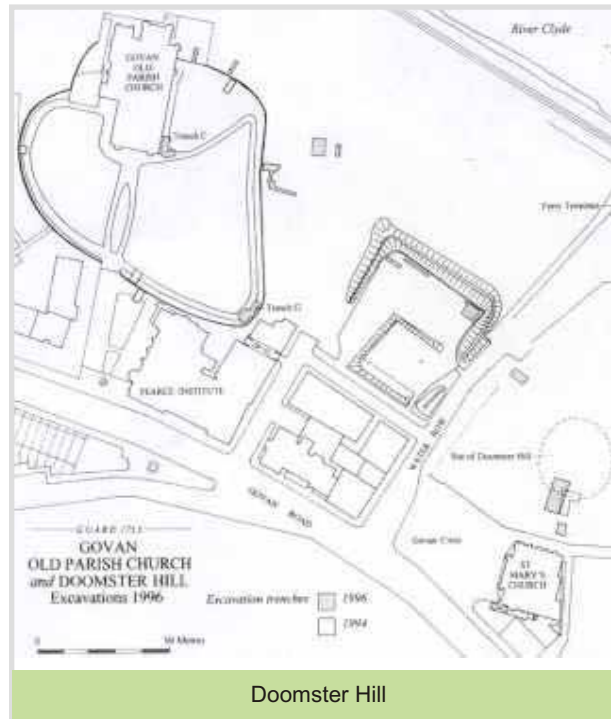 River Clyde
GOVAN
OLD
PARISH
CHURCH
Trench C
Ferry Terminus
Trench G
PEARCE INSTITUTE
WATER ROW
Site of Doomster Hill
GOVAN ROAD
Govan Cross
ST
MARY'S
CHURCH
GUARD
GOVAN
OLD PARISH CHURCH
and DOOMSTER HILL
Excavations 1996
Excavation trenches 1996
1994
0 50 Metres
Doomster Hill